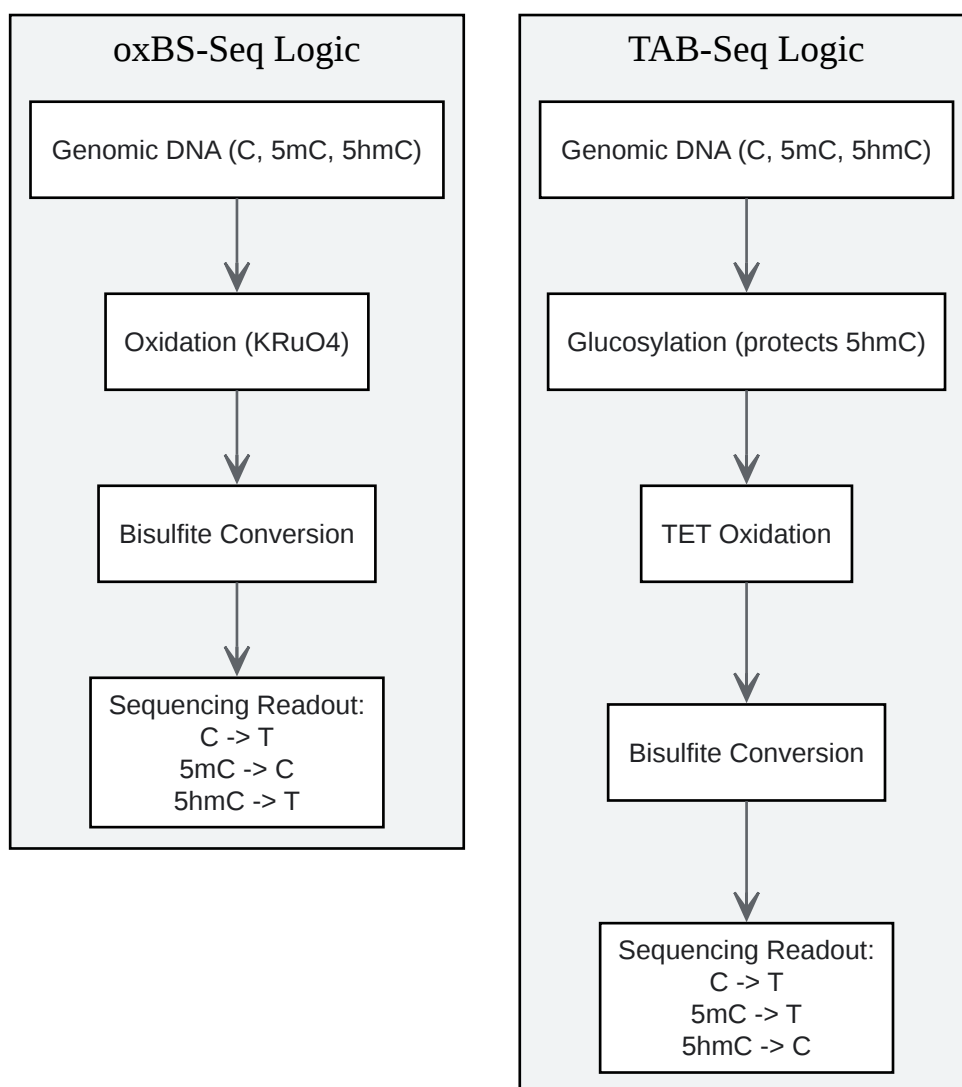 oxBS-Seq Logic
Genomic DNA (C, 5mC, 5hmC)
Oxidation (KRuO4)
Bisulfite Conversion
Sequencing Readout:
C -> T
5mC -> C
5hmC -> T
TAB-Seq Logic
Genomic DNA (C, 5mC, 5hmC)
Glucosylation (protects 5hmC)
TET Oxidation
Bisulfite Conversion
Sequencing Readout:
C -> T
5mC -> T
5hmC -> C